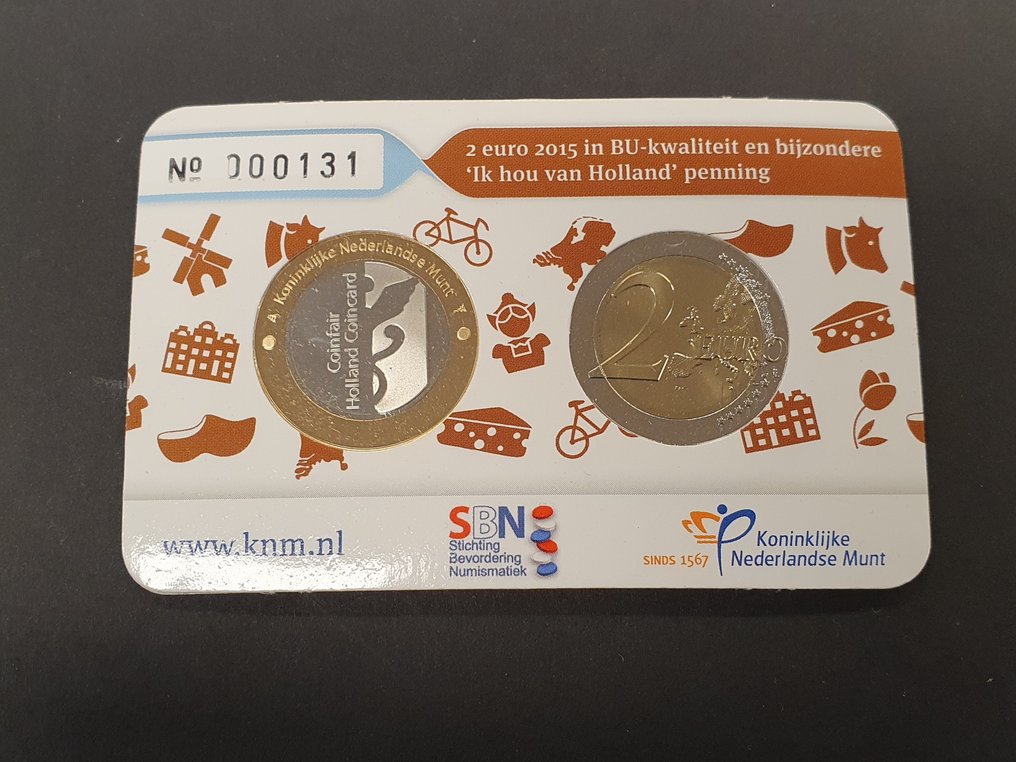 Nº 000131
2 euro 2015 in BU-kwaliteit en bijzondere
‘Ik hou van Holland’ penning
Koninklijke Nederlandse Munt
Coinfair
Holland Coincard
2 EURO
www.knm.nl
SBN
Stichting
Bevordering
Numismatiek
SINDS 1567
Koninklijke
Nederlandse Munt